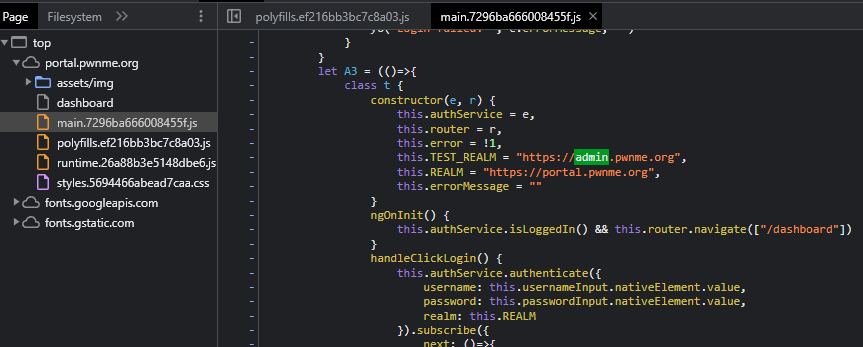 Page Filesystem » polyfills.ef216bb3bc7c8a03.js main.7296ba666008455f.js ×
top
portal.pwnme.org
assets/img
dashboard
main.7296ba666008455f.js
polyfills.ef216bb3bc7c8a03.js
runtime.26a88b3e5148dbe6.js
styles.5694466abead7caa.css
fonts.googleapis.com
fonts.gstatic.com
}
}
let A3 = (()=>{
class t {
constructor(e, r) {
this.authService = e,
this.router = r,
this.error = !1,
this.TEST_REALM = "https://admin.pwnme.org",
this.REALM = "https://portal.pwnme.org",
this.errorMessage = ""
}
ngOnInit() {
this.authService.isLoggedIn() && this.router.navigate(["/dashboard"])
}
handleClickLogin() {
this.authService.authenticate({
username: this.usernameInput.nativeElement.value,
password: this.passwordInput.nativeElement.value,
realm: this.REALM
}).subscribe({
next: ()=>{